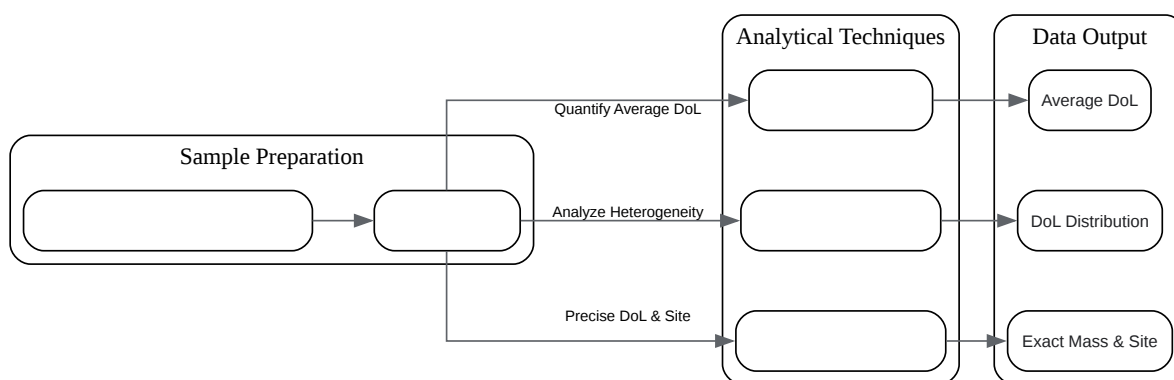 Analytical Techniques
Data Output
Quantify Average DoL
Average DoL
Sample Preparation
Analyze Heterogeneity
DoL Distribution
Precise DoL & Site
Exact Mass & Site